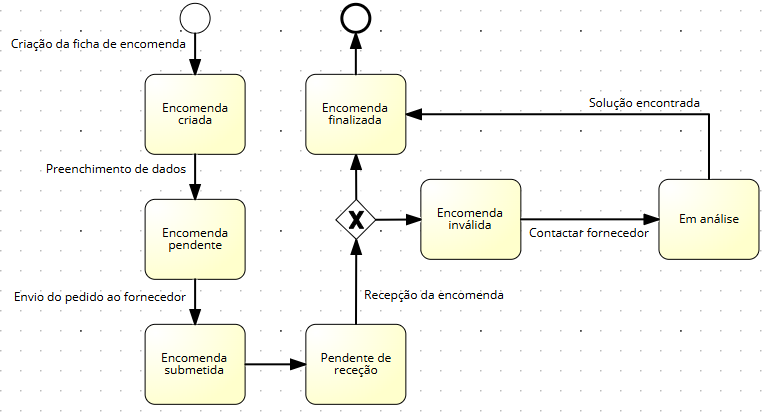 Criação da ficha de encomenda
Encomenda
criada
Preenchimento de dados
Encomenda
pendente
Envio do pedido ao fornecedor
Encomenda
submetida
Pendente de
receção
Recepção da encomenda
X
Encomenda
finalizada
Encomenda
inválida
Contactar fornecedor
Em análise
Solução encontrada